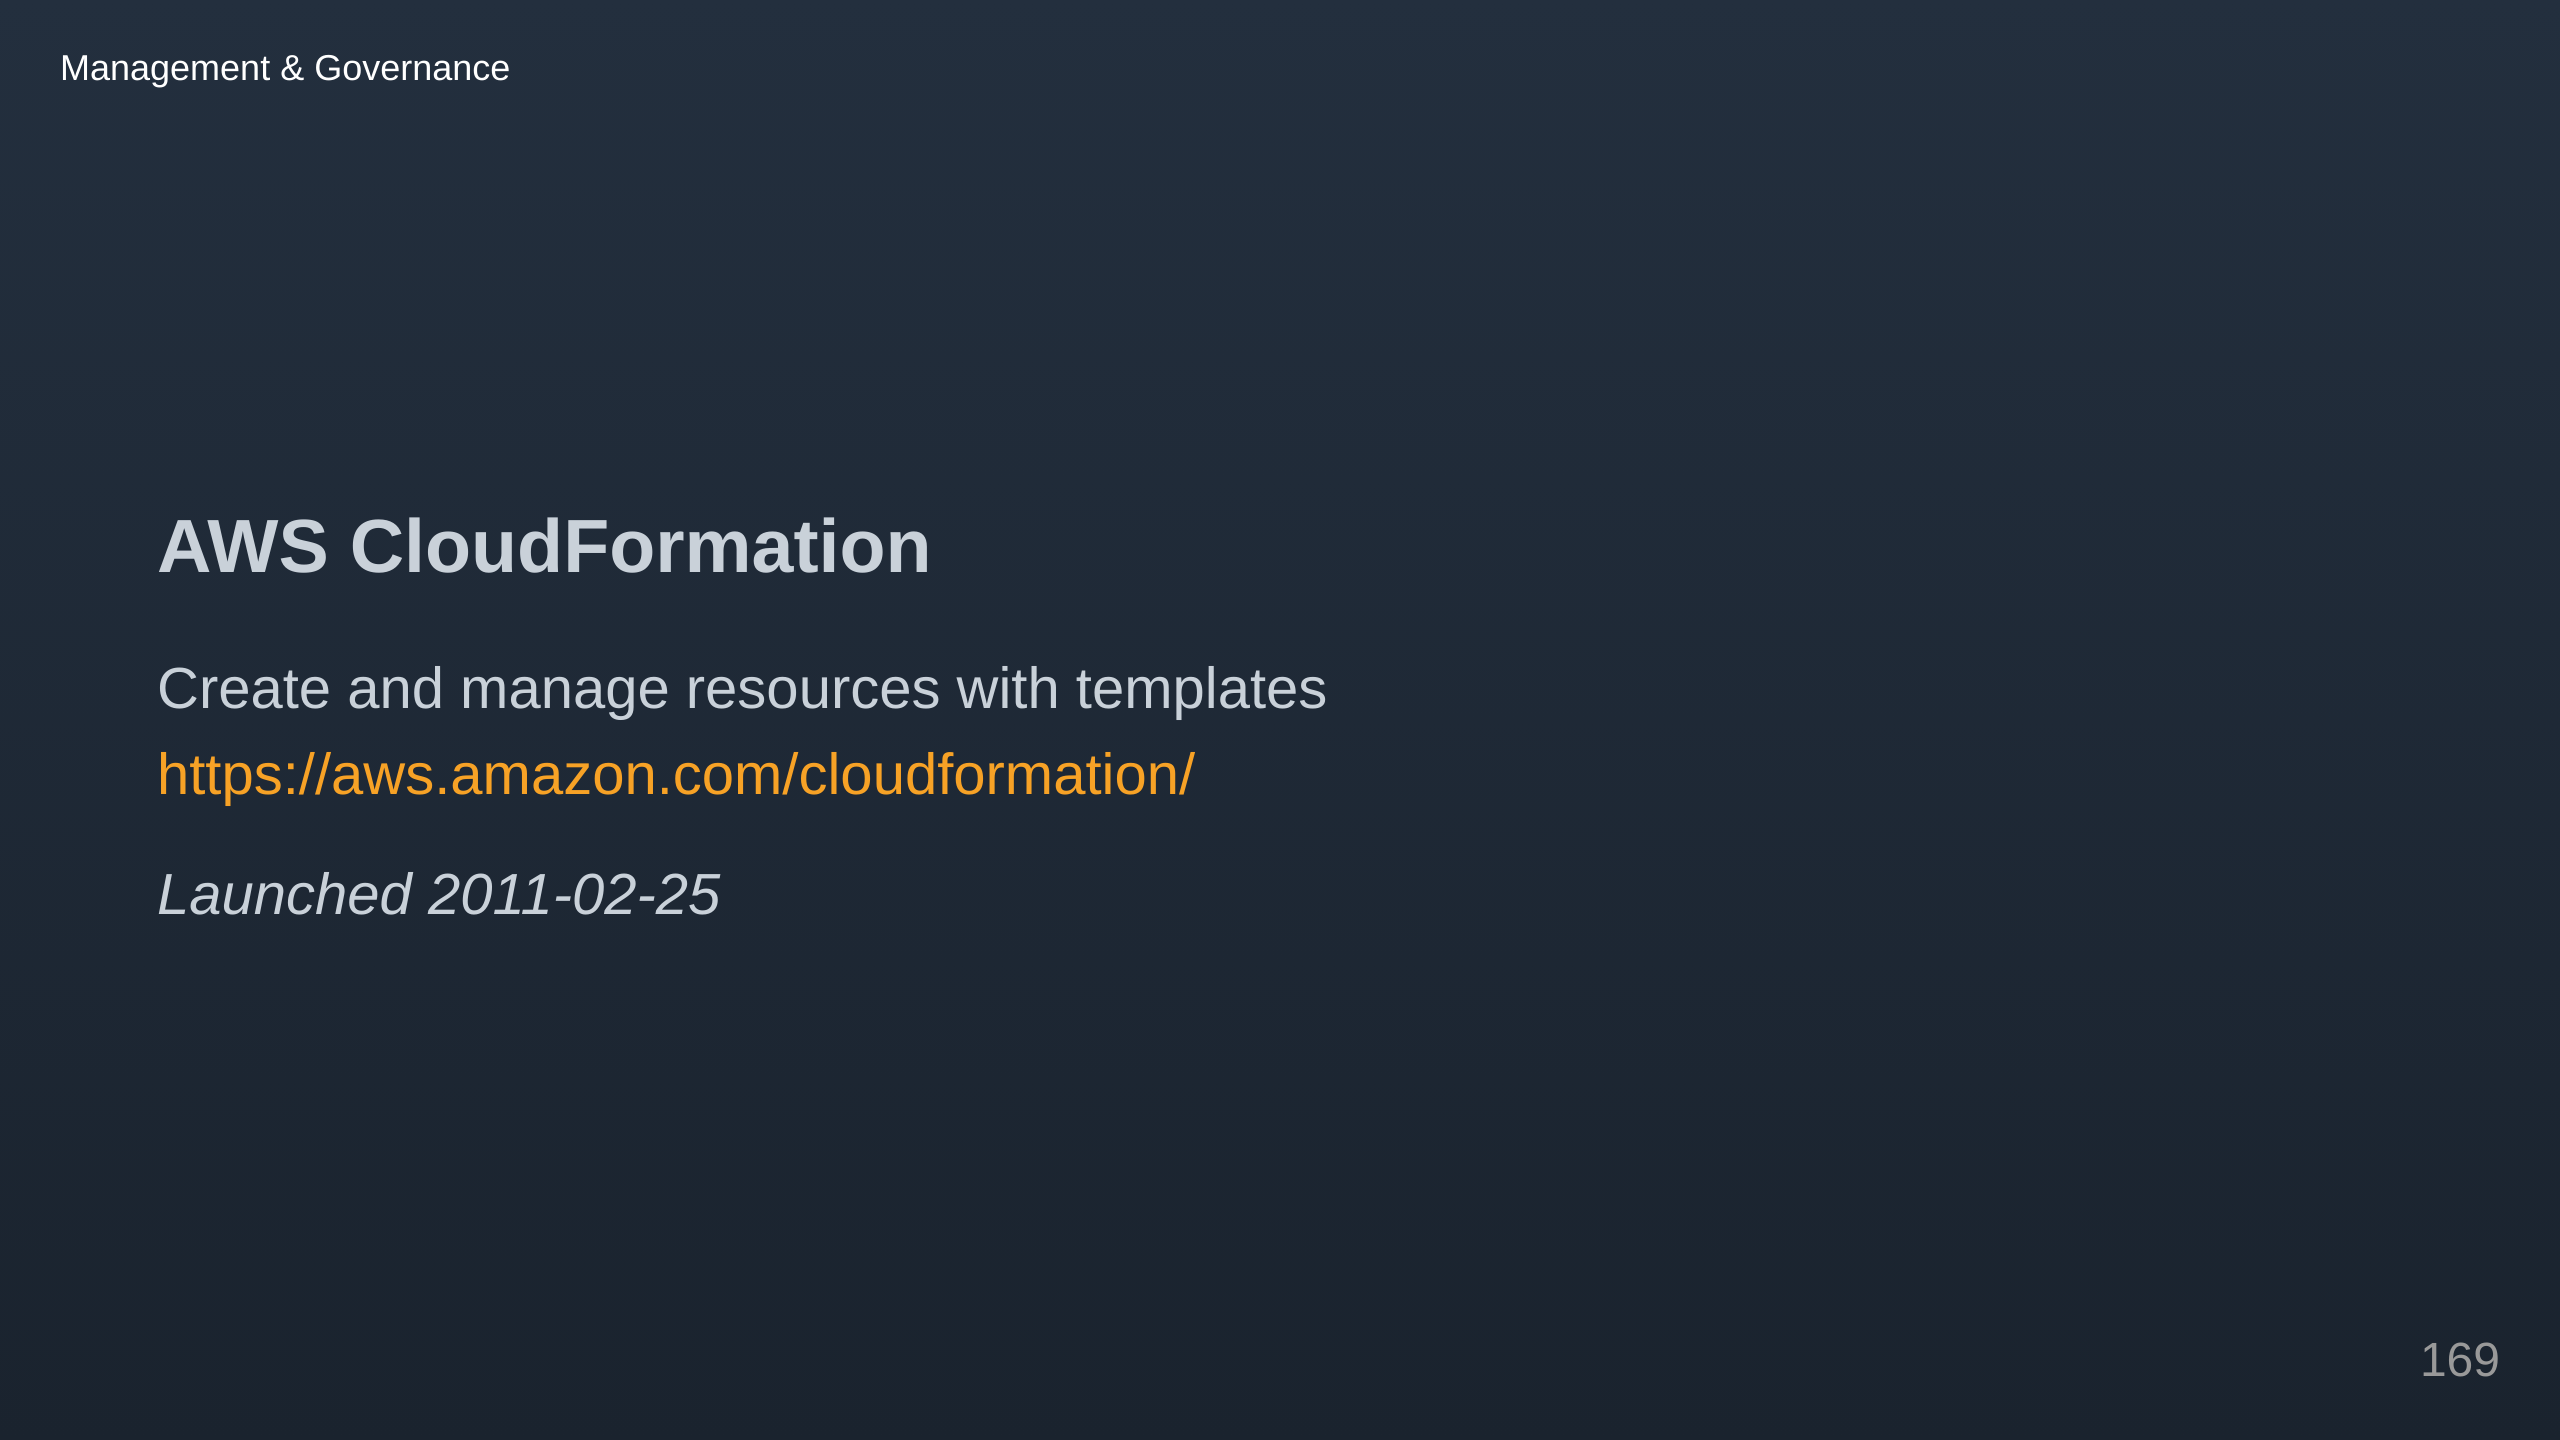 Management & Governance
AWS CloudFormation
Create and manage resources with templates
https://aws.amazon.com/cloudformation/
Launched 2011-02-25
169